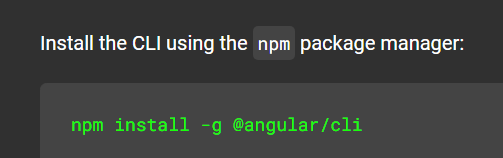 Install the CLI using the npm package manager:
npm install -g @angular/cli